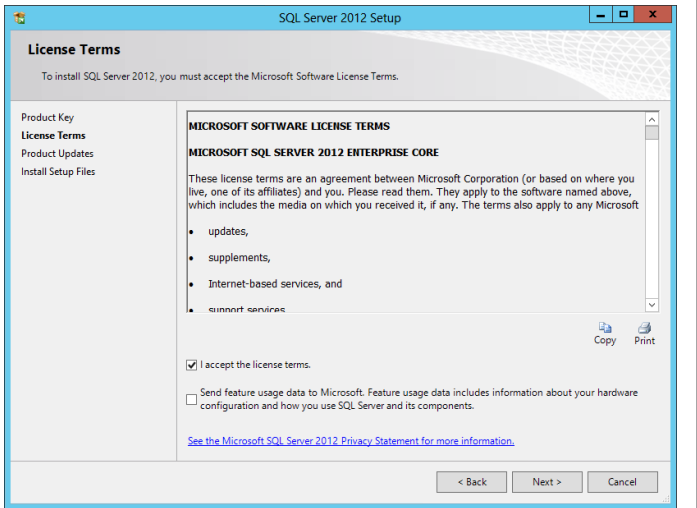 SQL Server 2012 Setup
License Terms
To install SQL Server 2012, you must accept the Microsoft Software License Terms.
Product Key
License Terms
Product Updates
Install Setup Files
MICROSOFT SOFTWARE LICENSE TERMS
MICROSOFT SQL SERVER 2012 ENTERPRISE CORE
These license terms are an agreement between Microsoft Corporation (or based on where you
live, one of its affiliates) and you. Please read them. They apply to the software named above,
which includes the media on which you received it, if any. The terms also apply to any Microsoft
• updates,
• supplements,
• Internet-based services, and
• support services
Copy Print
I accept the license terms.
Send feature usage data to Microsoft. Feature usage data includes information about your hardware
configuration and how you use SQL Server and its components.
See the Microsoft SQL Server 2012 Privacy Statement for more information.
< Back Next > Cancel